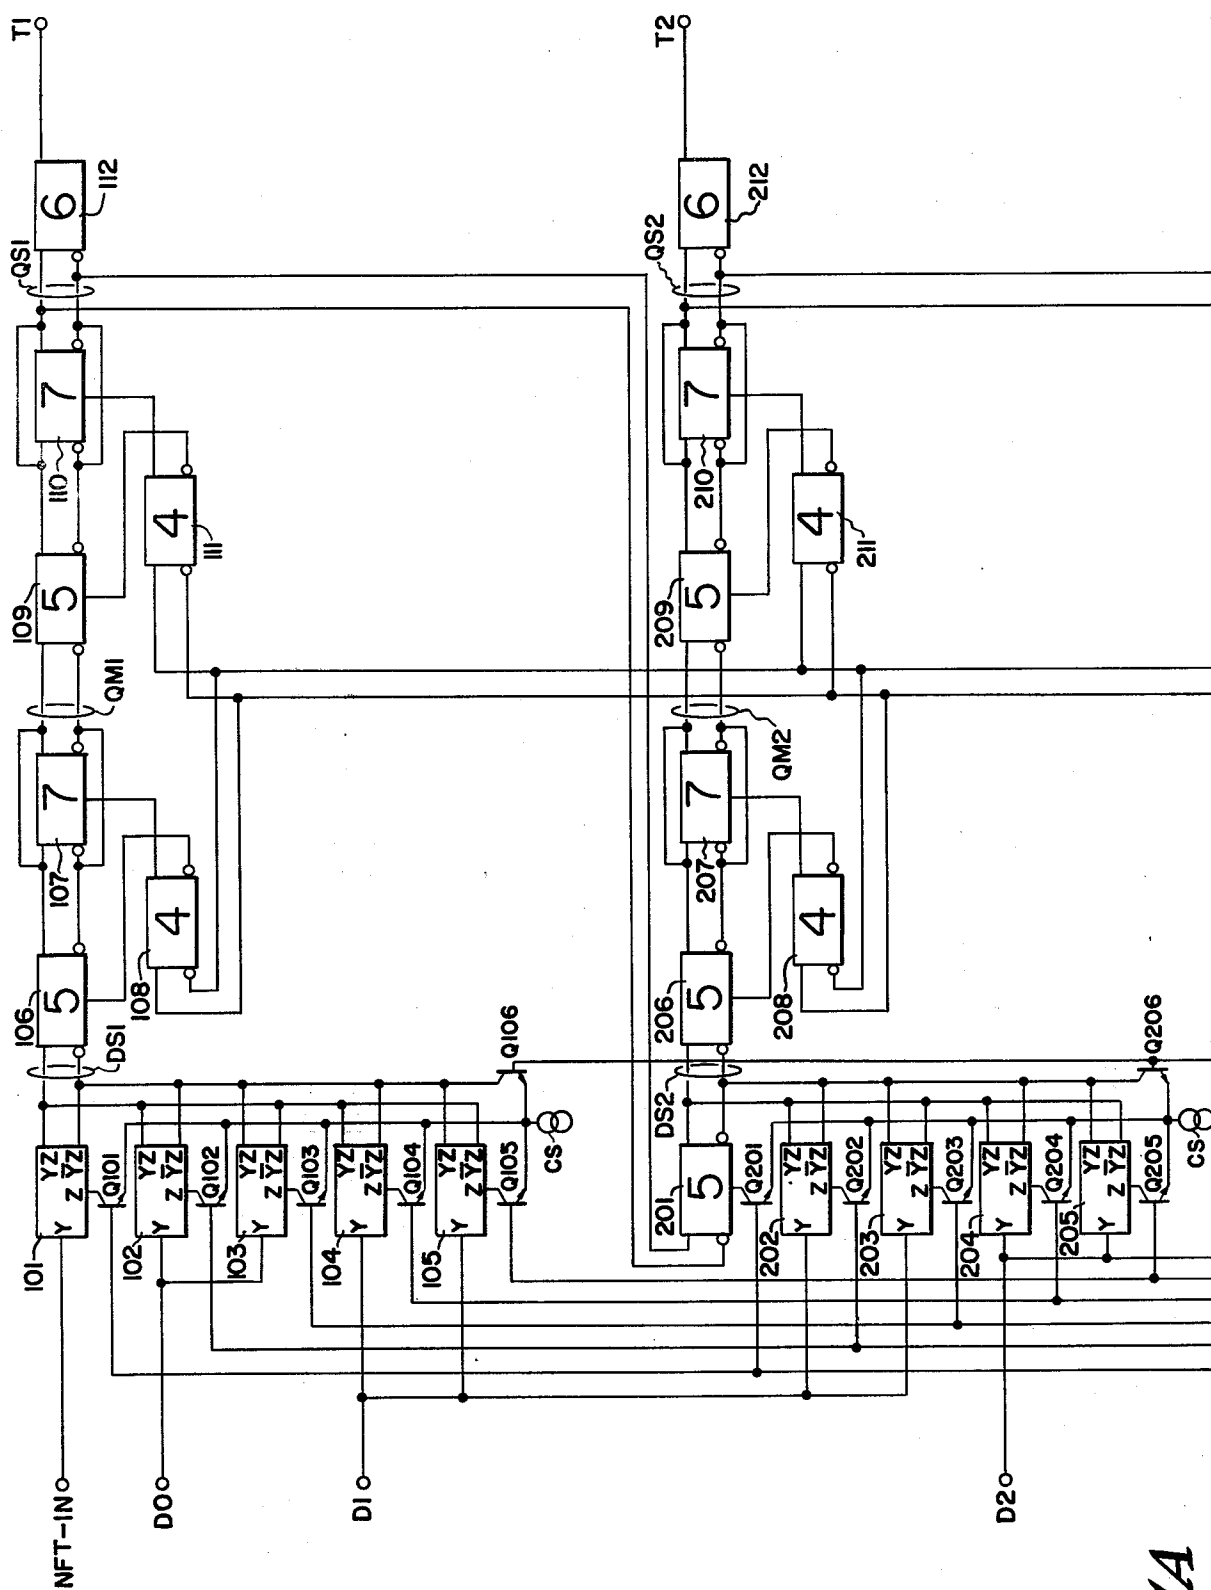 T1
6
112
QS1
7
110
5
109
4
111
QM1
7
107
5
106
4
108
DS1
Q106
CS
YZ
Z
Y
101
Q101
YZ
Z ȲZ
Y
102
Q102
YZ
Z ȲZ
Y
103
Q103
YZ
Z ȲZ
Y
104
Q104
YZ
Z ȲZ
Y
105
Q105
NFT-IN
D0
D1
T2
6
212
QS2
7
210
5
209
4
211
QM2
7
207
5
206
4
208
DS2
Q206
CS
5
201
Q201
YZ
Z ȲZ
Y
202
Q202
YZ
Z ȲZ
Y
203
Q203
YZ
Z ȲZ
Y
204
Q204
YZ
Z ȲZ
Y
205
Q205
D2